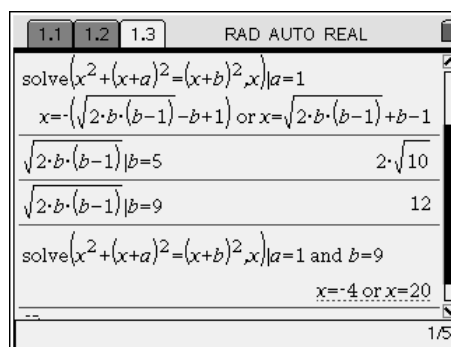 1.1 1.2 1.3 RAD AUTO REAL
solve(x²+(x+a)²=(x+b)²,x)|a=1
x=⁻(√(2·b·(b−1))−b+1) or x=√(2·b·(b−1))+b−1
√(2·b·(b−1))|b=5 2·√10
√(2·b·(b−1))|b=9 12
solve(x²+(x+a)²=(x+b)²,x)|a=1 and b=9
x=⁻4 or x=20
1/5